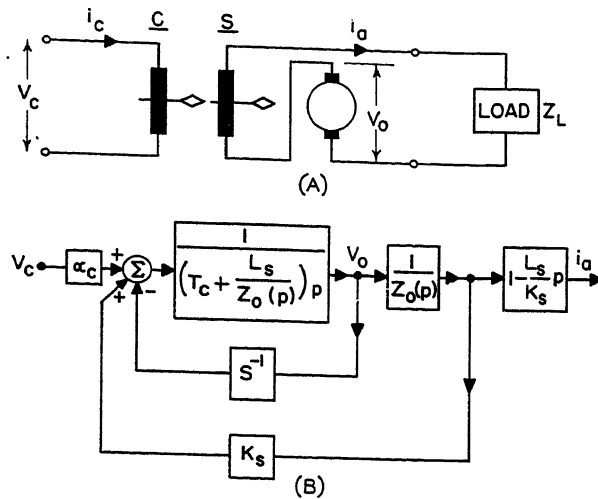 i_c C S i_a
V_c V_o LOAD Z_L
(A)
V_c α_c + Σ + − 1 / (T_c + L_s / Z_o(p)) p V_o 1 / Z_o(p) 1 − L_s / K_s p i_a
S^-1
K_s
(B)